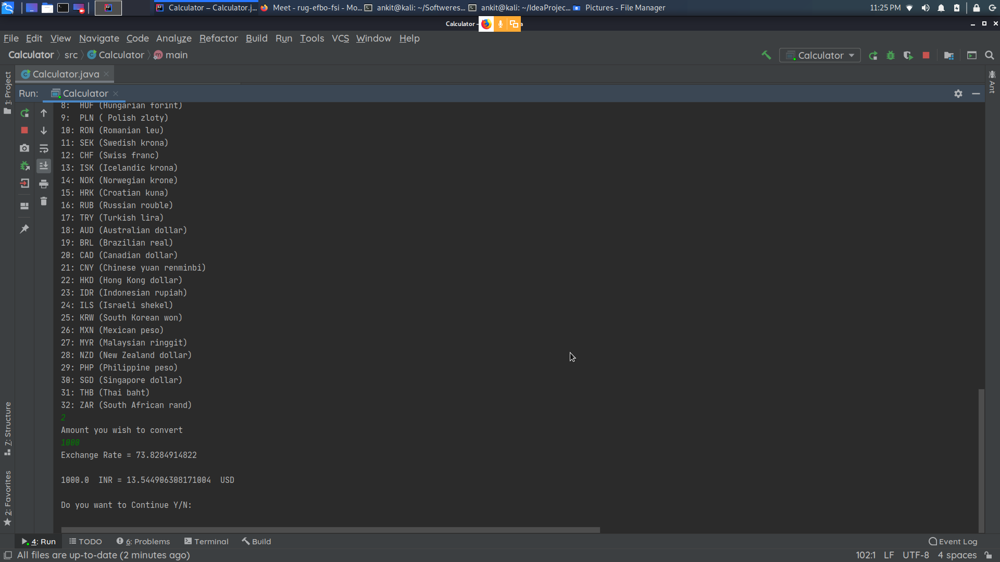 Calculator – Calculator.j...
Meet - rug-efbo-fsi - Mo...
ankit@kali: ~/Softweres...
ankit@kali: ~/IdeaProjec...
Pictures - File Manager
11:25 PM
Calculator –
File Edit View Navigate Code Analyze Refactor Build Run Tools VCS Window Help
Calculator src Calculator main
Calculator
Calculator.java
1: Project
Ant
Run: Calculator
8: HUF (Hungarian forint)
9: PLN ( Polish zloty)
10: RON (Romanian leu)
11: SEK (Swedish krona)
12: CHF (Swiss franc)
13: ISK (Icelandic krona)
14: NOK (Norwegian krone)
15: HRK (Croatian kuna)
16: RUB (Russian rouble)
17: TRY (Turkish lira)
18: AUD (Australian dollar)
19: BRL (Brazilian real)
20: CAD (Canadian dollar)
21: CNY (Chinese yuan renminbi)
22: HKD (Hong Kong dollar)
23: IDR (Indonesian rupiah)
24: ILS (Israeli shekel)
25: KRW (South Korean won)
26: MXN (Mexican peso)
27: MYR (Malaysian ringgit)
28: NZD (New Zealand dollar)
29: PHP (Philippine peso)
30: SGD (Singapore dollar)
31: THB (Thai baht)
32: ZAR (South African rand)
2
Amount you wish to convert
1000
Exchange Rate = 73.8284914822
1000.0  INR = 13.544906308171004  USD
Do you want to Continue Y/N:
7: Structure
2: Favorites
4: Run TODO 6: Problems Terminal Build Event Log
All files are up-to-date (2 minutes ago) 102:1 LF UTF-8 4 spaces